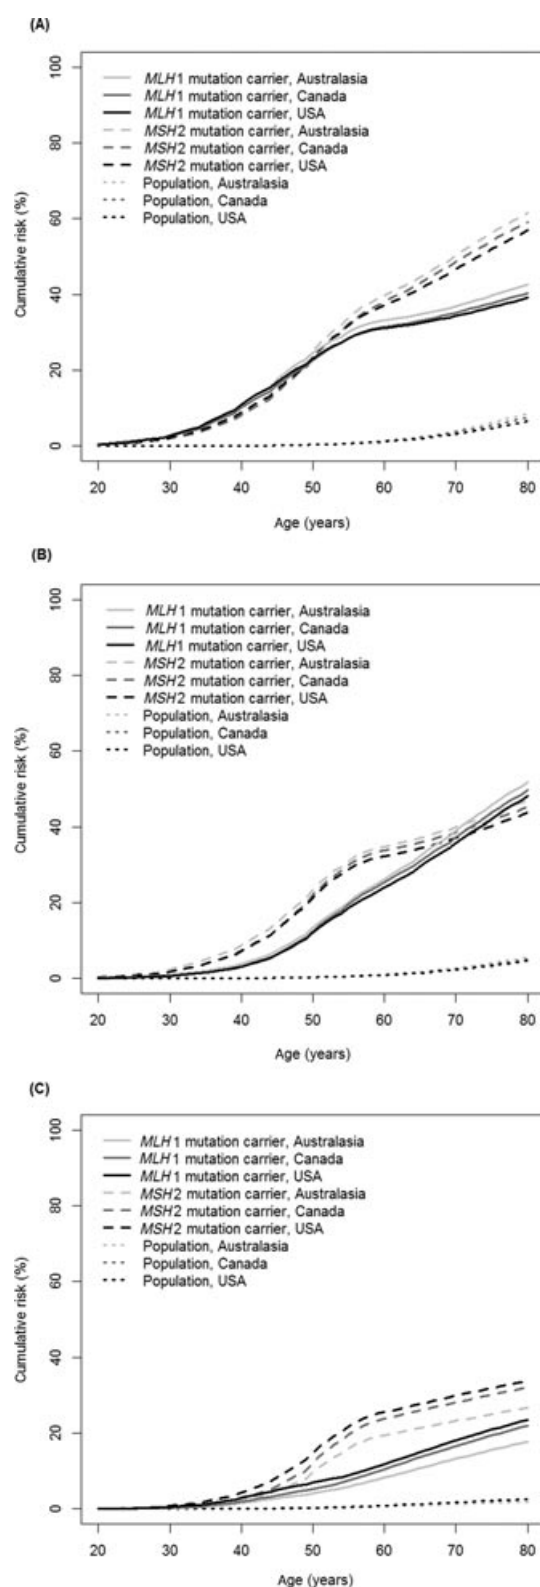 (A)
100
80
60
40
20
0
Cumulative risk (%)
MLH1 mutation carrier, Australasia
MLH1 mutation carrier, Canada
MLH1 mutation carrier, USA
MSH2 mutation carrier, Australasia
MSH2 mutation carrier, Canada
MSH2 mutation carrier, USA
Population, Australasia
Population, Canada
Population, USA
20 30 40 50 60 70 80
Age (years)
(B)
100
80
60
40
20
0
Cumulative risk (%)
MLH1 mutation carrier, Australasia
MLH1 mutation carrier, Canada
MLH1 mutation carrier, USA
MSH2 mutation carrier, Australasia
MSH2 mutation carrier, Canada
MSH2 mutation carrier, USA
Population, Australasia
Population, Canada
Population, USA
20 30 40 50 60 70 80
Age (years)
(C)
100
80
60
40
20
0
Cumulative risk (%)
MLH1 mutation carrier, Australasia
MLH1 mutation carrier, Canada
MLH1 mutation carrier, USA
MSH2 mutation carrier, Australasia
MSH2 mutation carrier, Canada
MSH2 mutation carrier, USA
Population, Australasia
Population, Canada
Population, USA
20 30 40 50 60 70 80
Age (years)